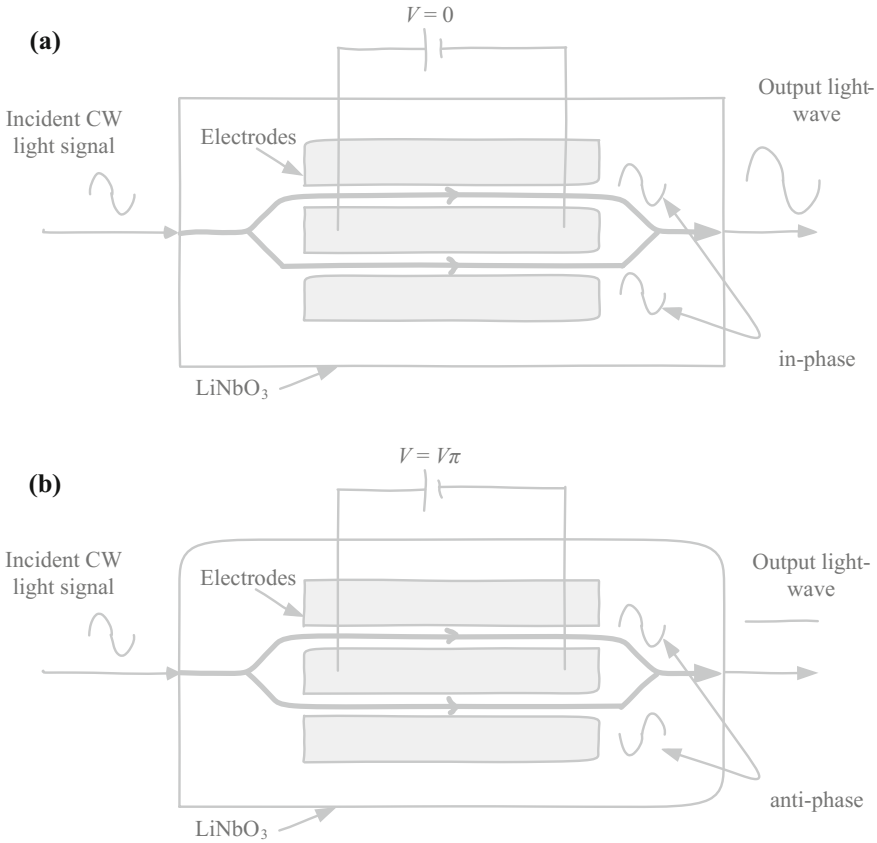 (a)
V = 0
Incident CW
light signal
Electrodes
Output light-
wave
in-phase
LiNbO₃
(b)
V = Vπ
Incident CW
light signal
Electrodes
Output light-
wave
anti-phase
LiNbO₃